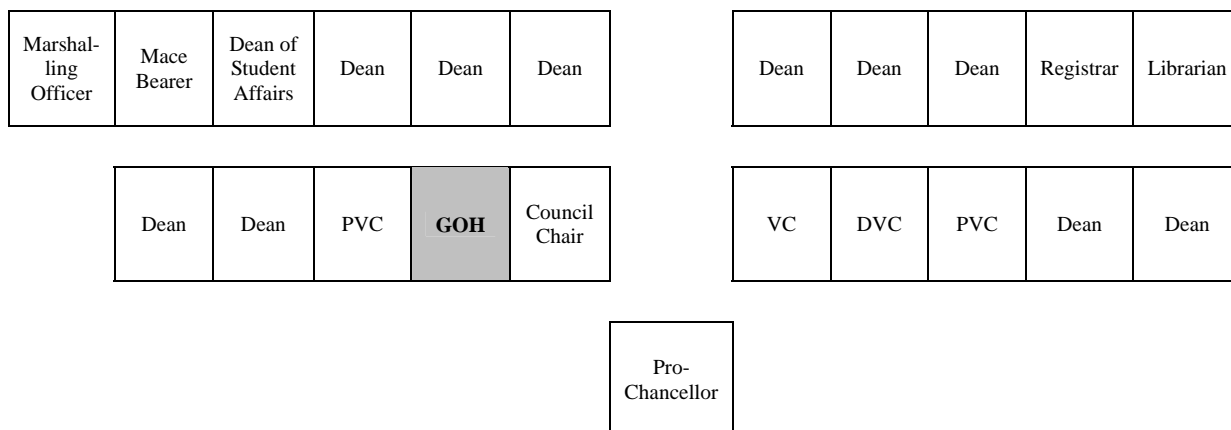 Marshal-
ling
Officer
Mace
Bearer
Dean of
Student
Affairs
Dean
Dean
Dean
Dean
Dean
Dean
Registrar
Librarian
Dean
Dean
PVC
GOH
Council
Chair
VC
DVC
PVC
Dean
Dean
Pro-
Chancellor